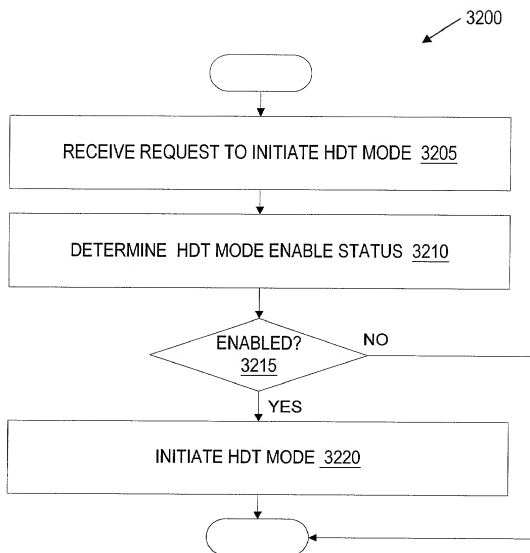 3200
RECEIVE REQUEST TO INITIATE HDT MODE 3205
DETERMINE HDT MODE ENABLE STATUS 3210
ENABLED?
3215
NO
YES
INITIATE HDT MODE 3220